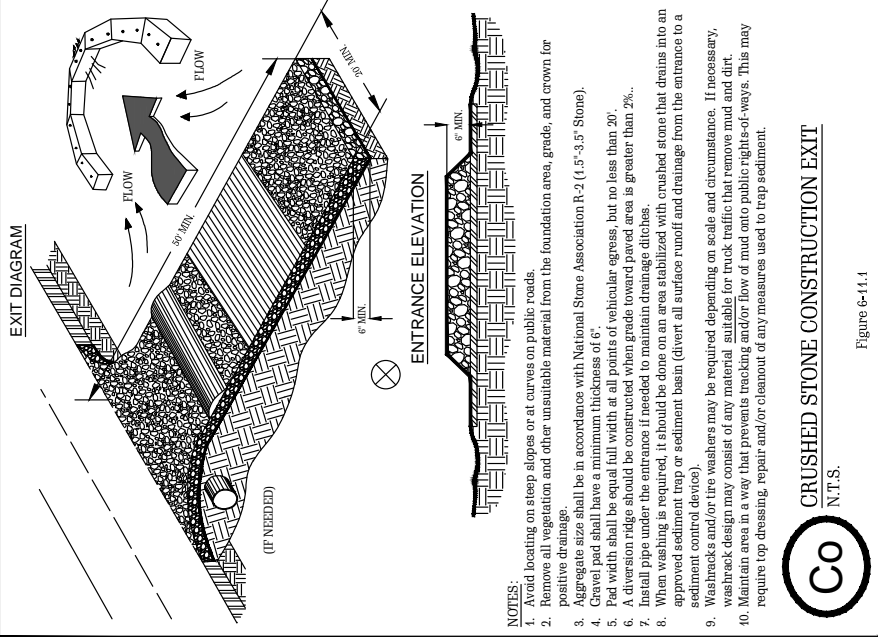 EXIT DIAGRAM
FLOW
FLOW
20' MIN.
50' MIN.
6" MIN.
(IF NEEDED)
ENTRANCE ELEVATION
6" MIN.
NOTES:
1. Avoid locating on steep slopes or at curves on public roads.
2. Remove all vegetation and other unsuitable material from the foundation area, grade, and crown for
positive drainage.
3. Aggregate size shall be in accordance with National Stone Association R-2 (1.5"-3.5" Stone).
4. Gravel pad shall have a minimum thickness of 6".
5. Pad width shall be equal full width at all points of vehicular egress, but no less than 20'.
6. A diversion ridge should be constructed when grade toward paved area is greater than 2%..
7. Install pipe under the entrance if needed to maintain drainage ditches.
8. When washing is required, it should be done on an area stabilized with crushed stone that drains into an
approved sediment trap or sediment basin (divert all surface runoff and drainage from the entrance to a
sediment control device).
9. Washracks and/or tire washers may be required depending on scale and circumstance. If necessary,
washrack design may consist of any material suitable for truck traffic that remove mud and dirt.
10. Maintain area in a way that prevents tracking and/or flow of mud onto public rights-of-ways. This may
require top dressing, repair and/or cleanout of any measures used to trap sediment.
Co
CRUSHED STONE CONSTRUCTION EXIT
N.T.S.
Figure 6-11.1